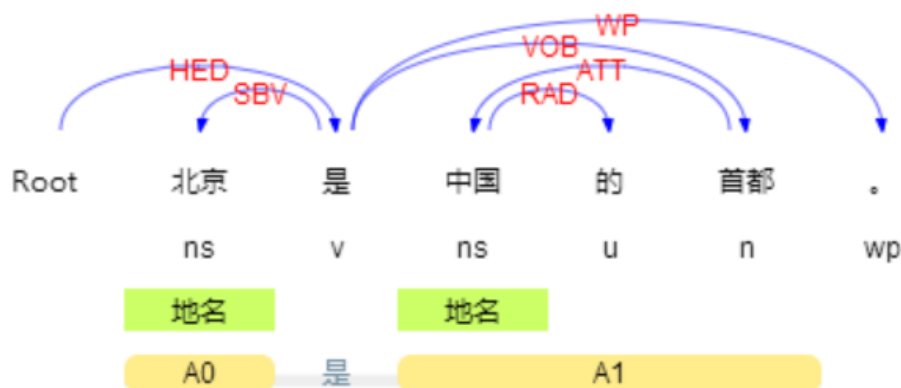 WP
VOB
HED ATT
SBV RAD
Root 北京 是 中国 的 首都 。
ns v ns u n wp
地名 地名
A0 是 A1